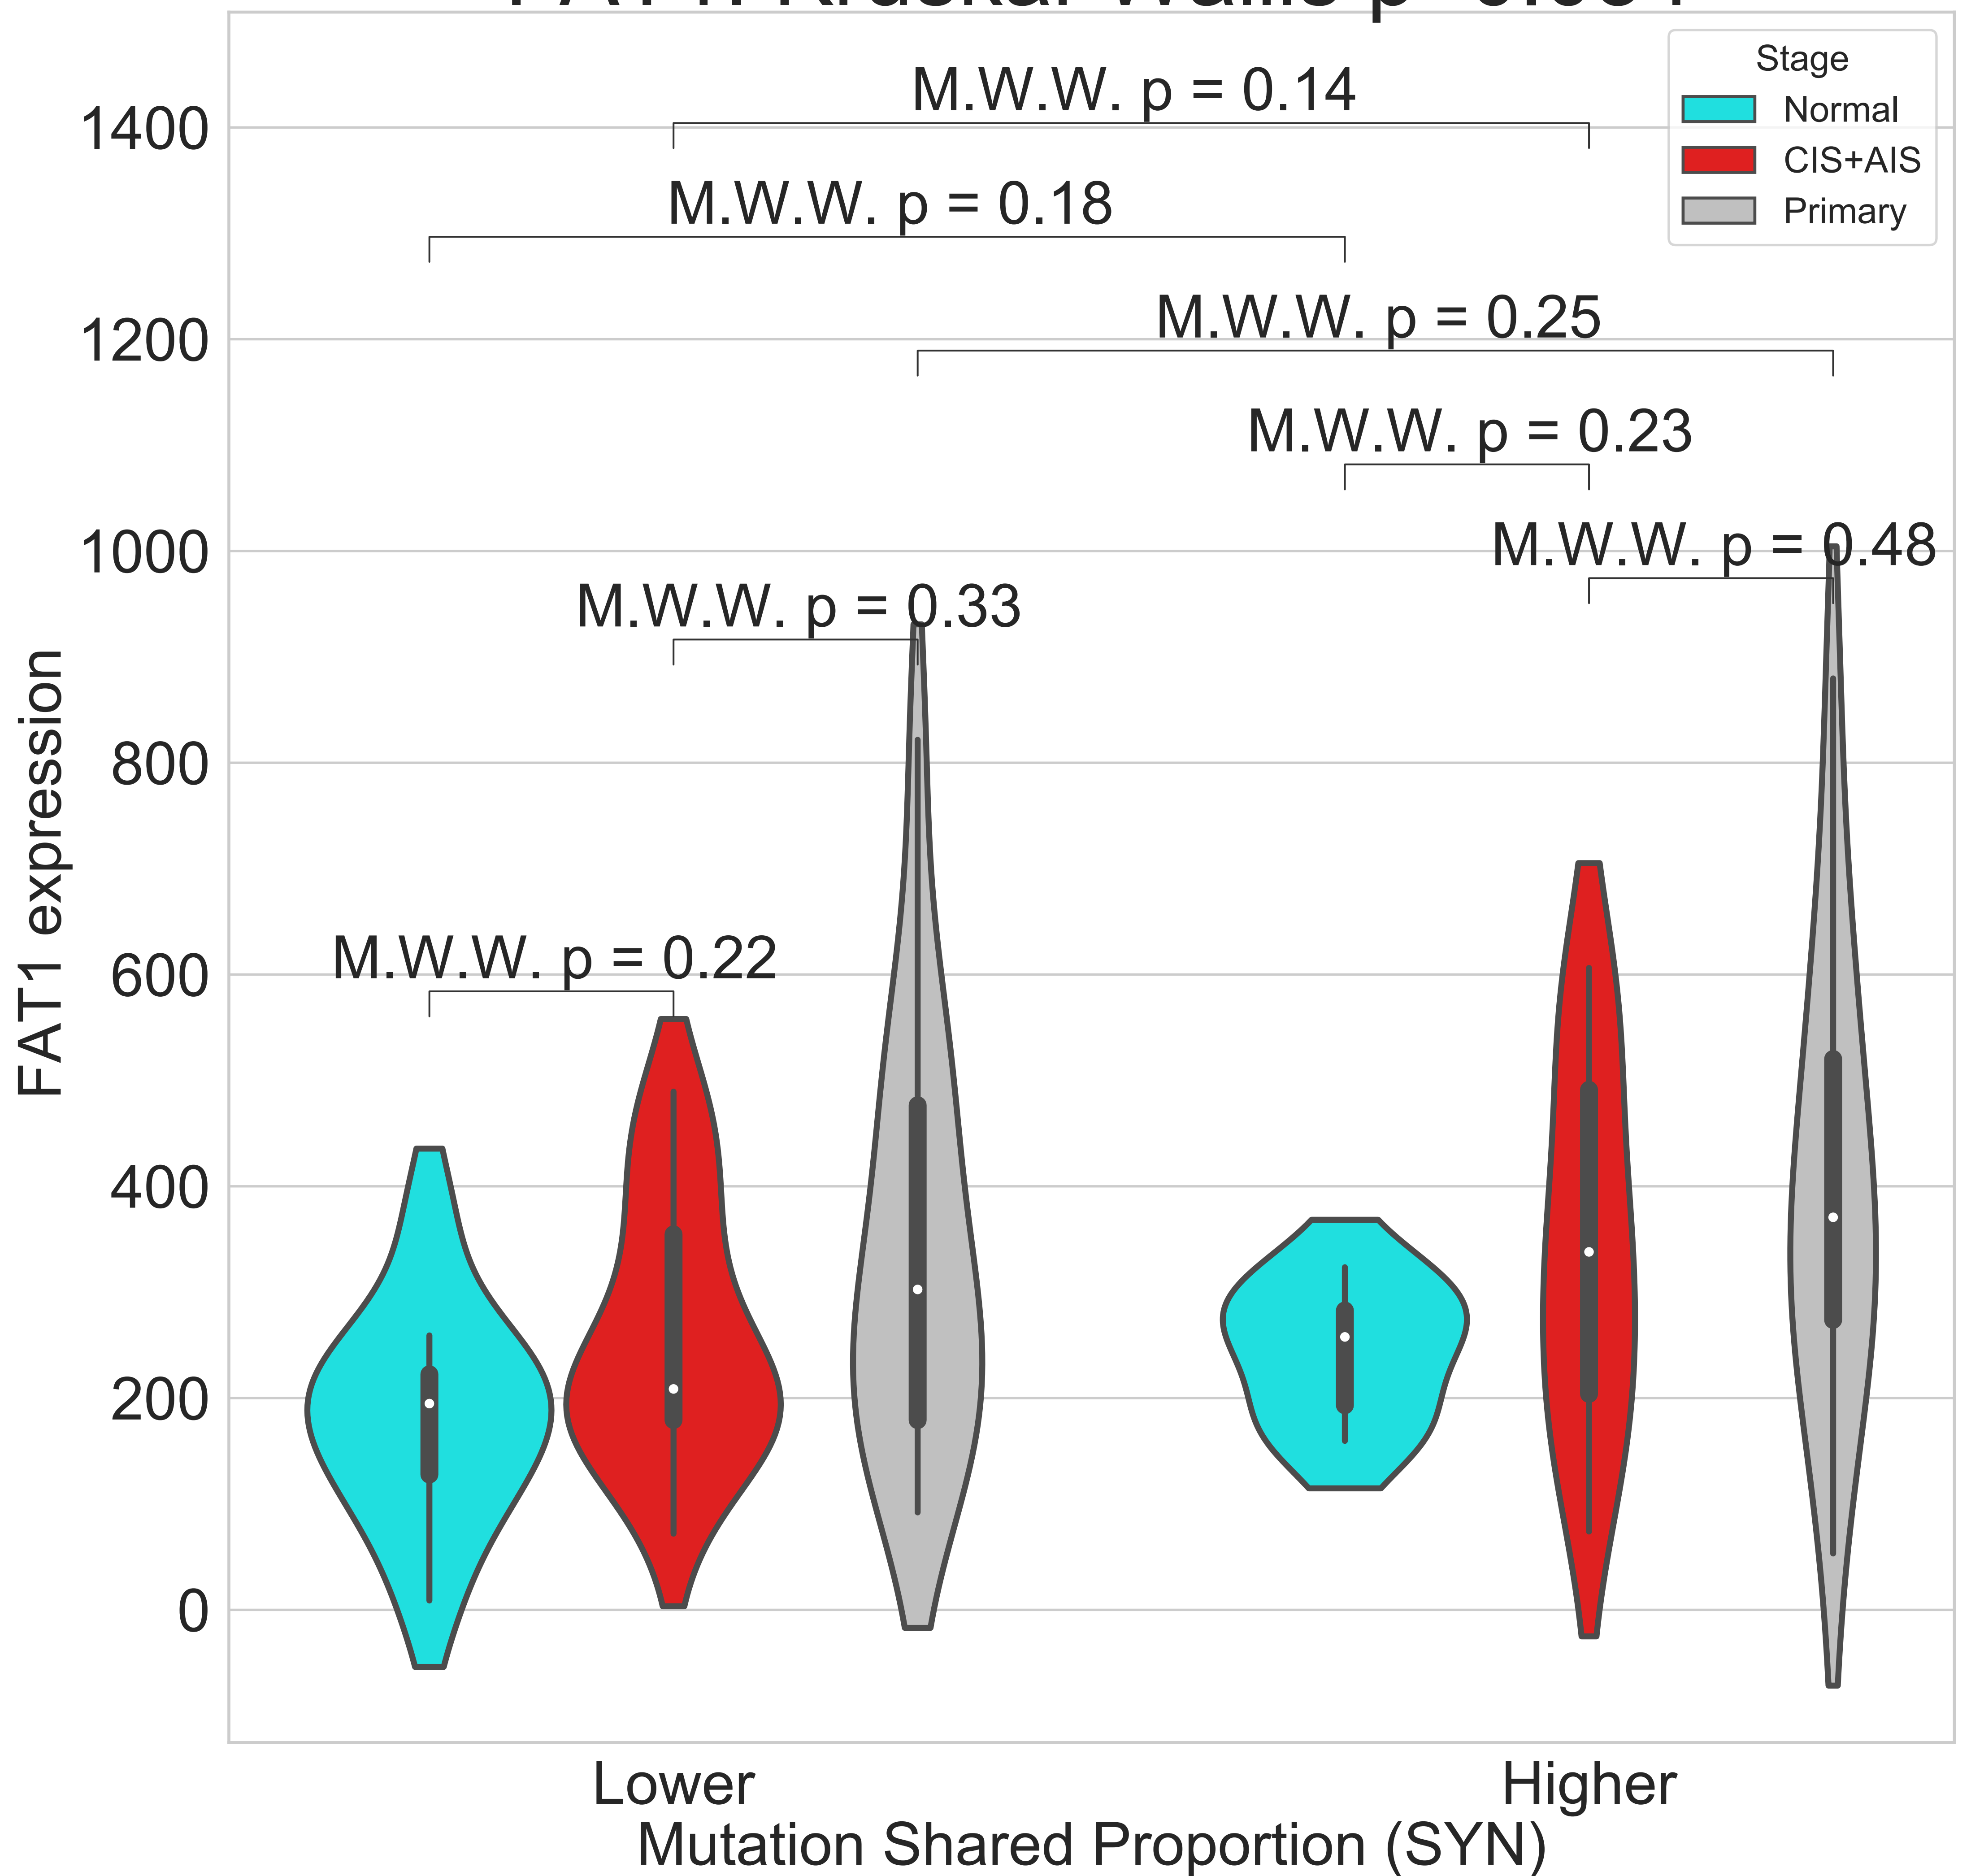 Stage
Normal
CIS+AIS
Primary
M.W.W. p = 0.14
M.W.W. p = 0.18
M.W.W. p = 0.25
M.W.W. p = 0.23
M.W.W. p = 0.48
M.W.W. p = 0.33
M.W.W. p = 0.22
1400
1200
1000
800
600
400
200
0
FAT1 expression
Lower
Higher
Mutation Shared Proportion (SYN)